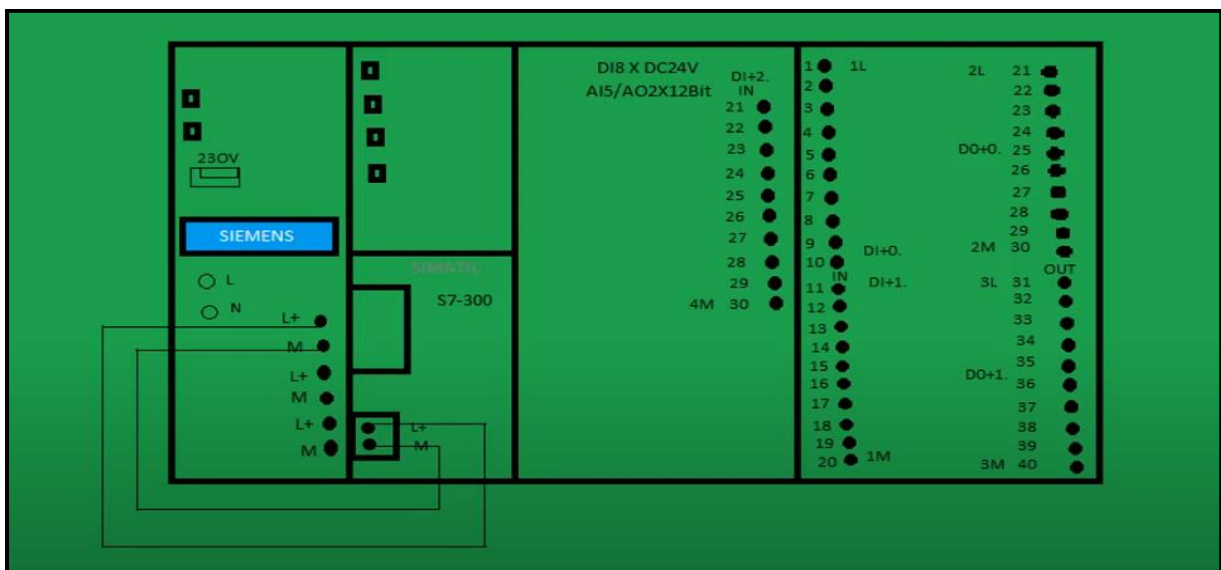 230V
SIEMENS
L
N
L+
M
L+
M
L+
M
SIMATIC
S7-300
L+
M
DI8 X DC24V
AI5/AO2X12Bit
DI+2.
IN
21
22
23
24
25
26
27
28
29
4M 30
1 1L
2
3
4
5
6
7
8
9
DI+0.
10
IN
11 DI+1.
12
13
14
15
16
17
18
19
20 1M
2L 21
22
23
24
D0+0. 25
26
27
28
29
2M 30
OUT
3L 31
32
33
34
35
D0+1.
36
37
38
39
3M 40